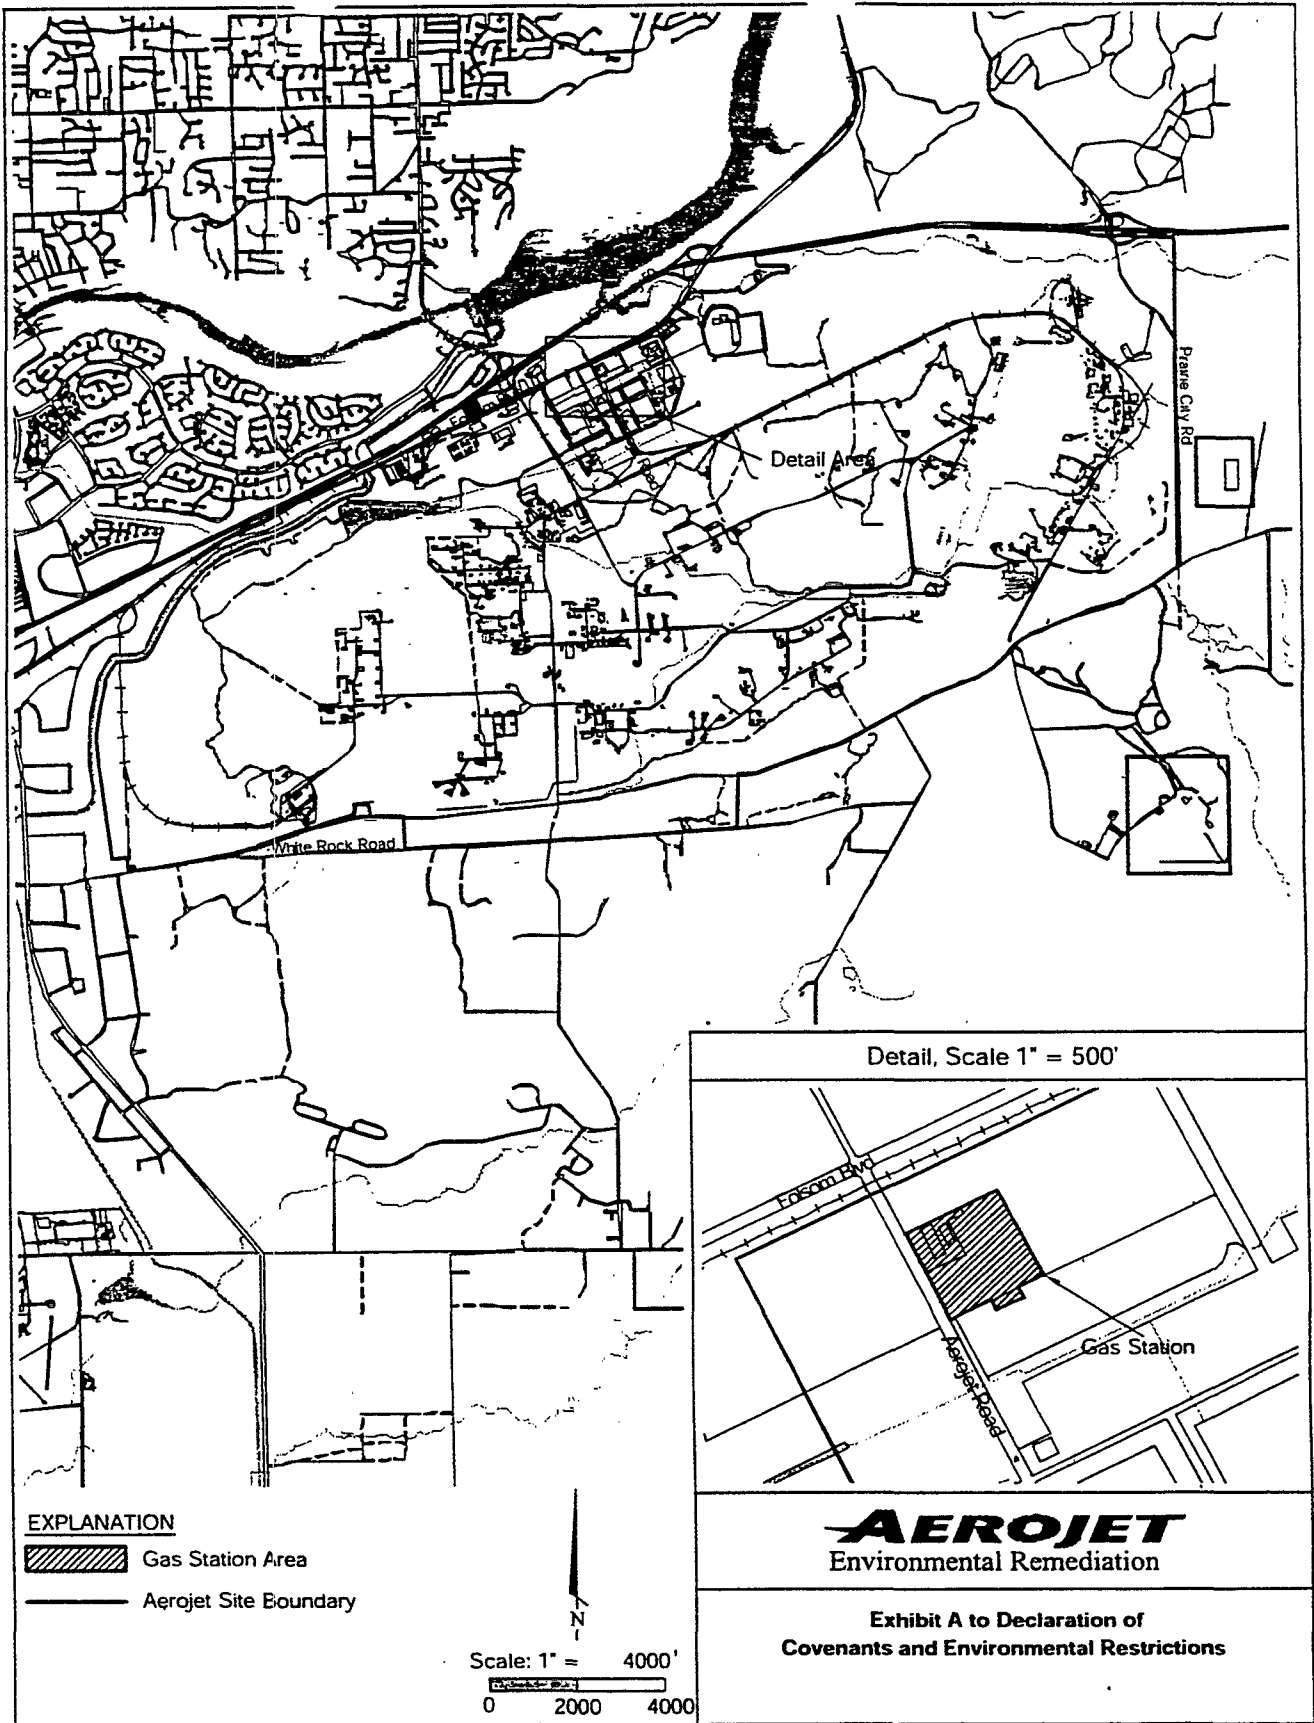 Prairie City Rd
Detail Area
Road
White Rock Road
Detail, Scale 1" = 500'
Folsom Blvd
Gas Station
Aerojet Road
EXPLANATION
Gas Station Area
Aerojet Site Boundary
N
Scale: 1" = 4000'
0 2000 4000
AEROJET
Environmental Remediation
Exhibit A to Declaration of
Covenants and Environmental Restrictions